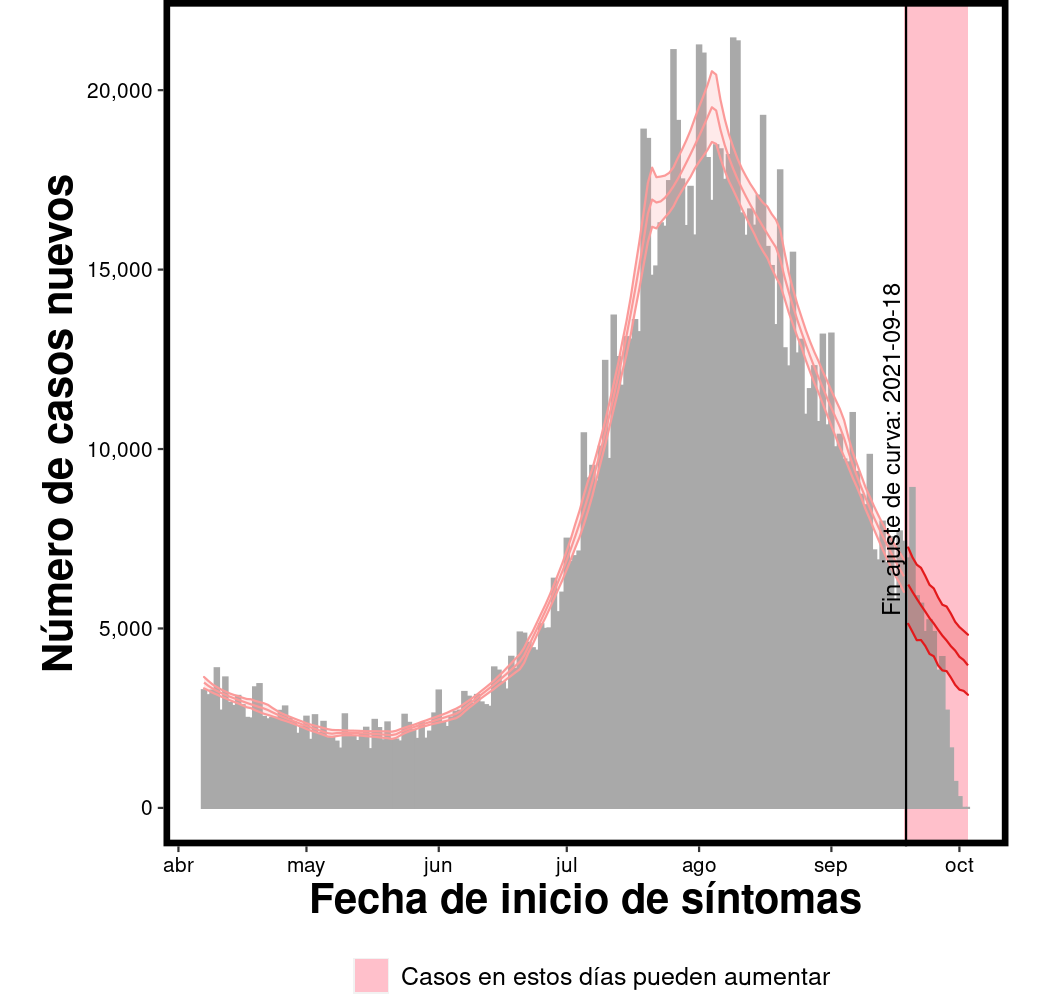 Número de casos nuevos
20,000
15,000
10,000
5,000
0
Fin ajuste de curva: 2021-09-18
abr may jun jul ago sep oct
Fecha de inicio de síntomas
Casos en estos días pueden aumentar